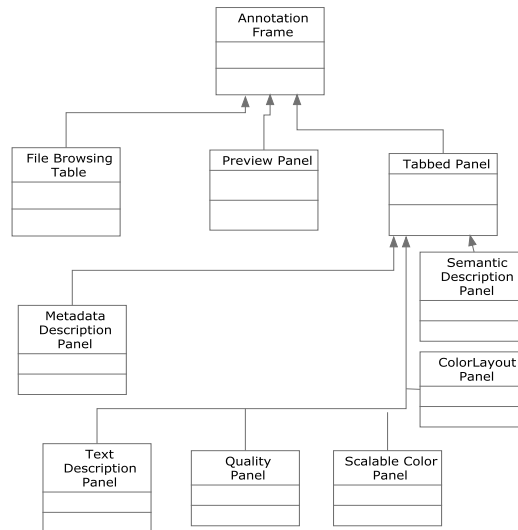 Annotation
Frame
File Browsing
Table
Preview Panel
Tabbed Panel
Semantic
Description
Panel
Metadata
Description
Panel
ColorLayout
Panel
Text
Description
Panel
Quality
Panel
Scalable Color
Panel